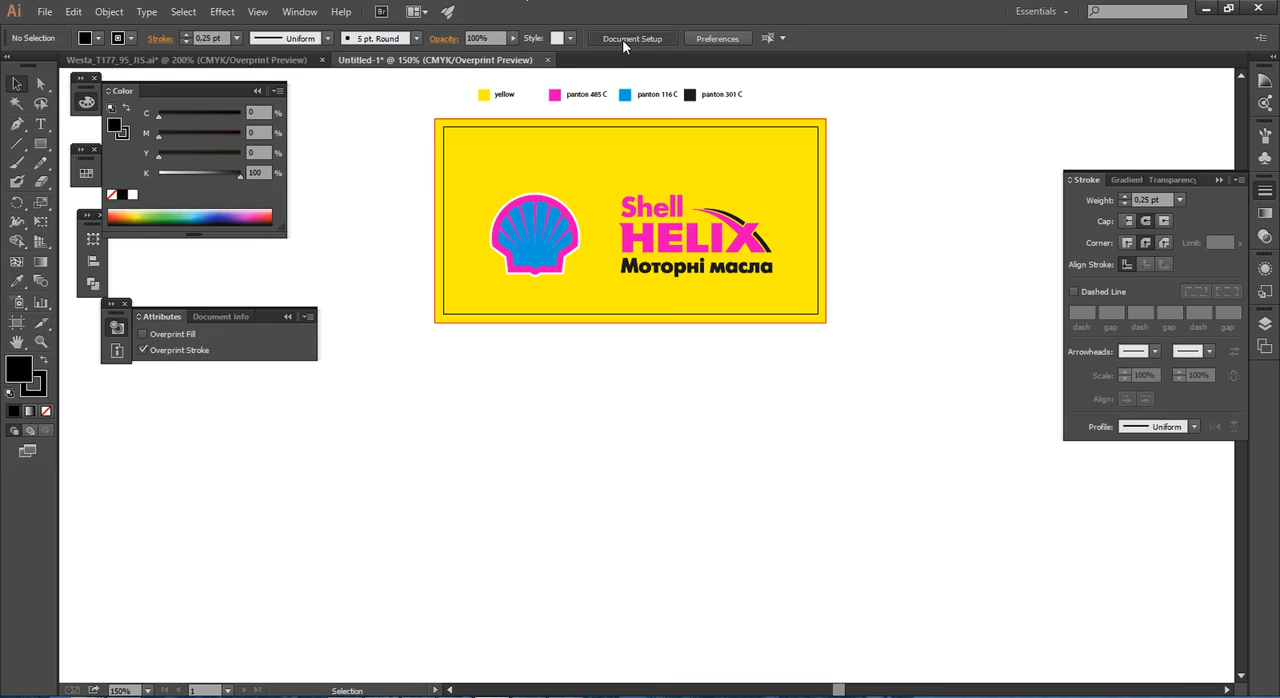 Ai File Edit Object Type Select Effect View Window Help Br Essentials
No Selection Stroke: 0,25 pt Uniform 5 pt. Round Opacity: 100% Style: Document Setup Preferences
Westa_T177_95_JIS.ai* @ 200% (CMYK/Overprint Preview) × Untitled-1* @ 150% (CMYK/Overprint Preview) ×
Color
C 0 %
M 0 %
Y 0 %
K 100 %
yellow panton 485 C panton 116 C panton 301 C
Shell
HELIX
Моторні масла
Attributes Document Info
Overprint Fill
Overprint Stroke
Stroke Gradient Transparency
Weight: 0,25 pt
Cap:
Corner: Limit: x
Align Stroke:
Dashed Line
dash gap dash gap dash gap
Arrowheads:
Scale: 100% 100%
Align:
Profile: Uniform
150% 1 Selection